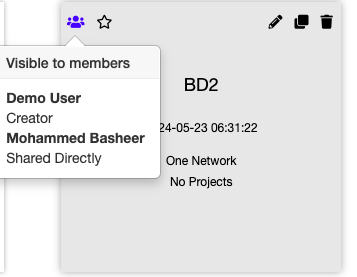 Visible to members
Demo User
Creator
Mohammed Basheer
Shared Directly
BD2
24-05-23 06:31:22
One Network
No Projects